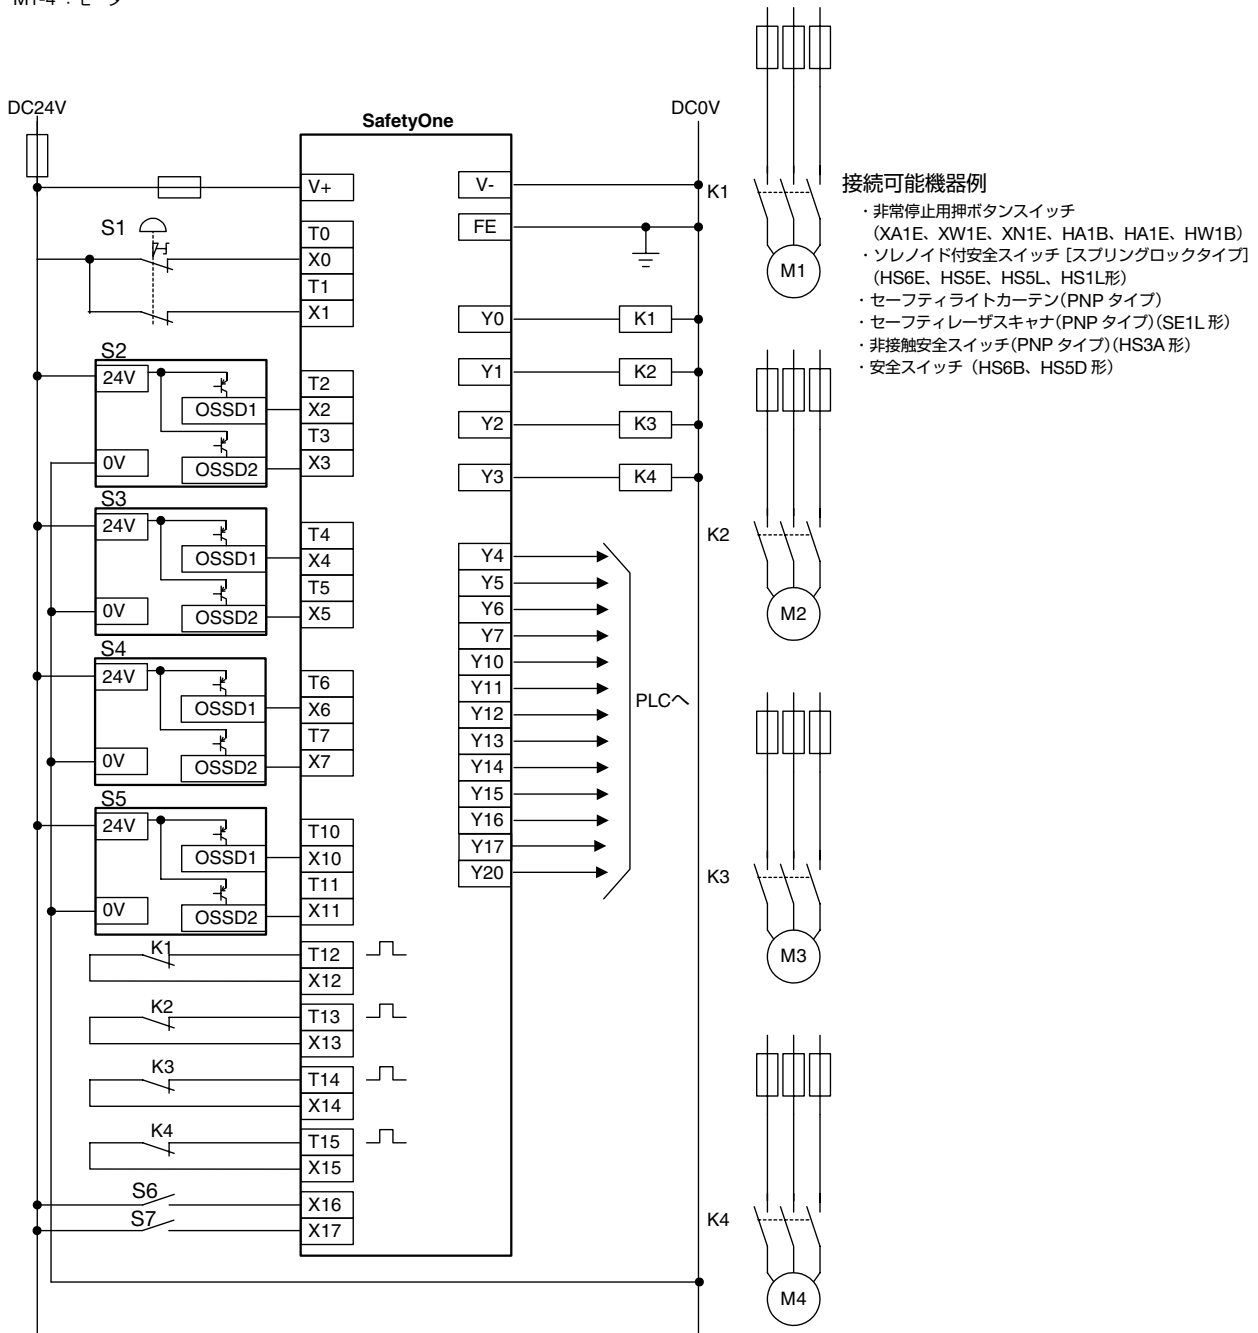 M1-4 : モータ
DC24V
SafetyOne
DC0V
V+
V-
K1
S1
T0
FE
X0
T1
X1
M1
接続可能機器例
・非常停止用押ボタンスイッチ
（XA1E、XW1E、XN1E、HA1B、HA1E、HW1B）
・ソレノイド付安全スイッチ［スプリングロックタイプ］
（HS6E、HS5E、HS5L、HS1L形）
・セーフティライトカーテン(PNP タイプ）
・セーフティレーザスキャナ(PNP タイプ）(SE1L 形）
・非接触安全スイッチ(PNP タイプ）(HS3A 形）
・安全スイッチ（HS6B、HS5D 形）
Y0 K1
S2
24V
OSSD1
0V
OSSD2
T2
X2
T3
X3
Y1 K2
Y2 K3
Y3 K4
S3
24V
OSSD1
0V
OSSD2
T4
X4
T5
X5
K2
M2
Y4
Y5
Y6
Y7
Y10
Y11
Y12
Y13
Y14
Y15
Y16
Y17
Y20
PLCへ
S4
24V
OSSD1
0V
OSSD2
T6
X6
T7
X7
S5
24V
OSSD1
0V
OSSD2
T10
X10
T11
X11
K3
M3
K1
T12
X12
K2
T13
X13
K3
T14
X14
K4
T15
X15
S6
X16
S7
X17
K4
M4